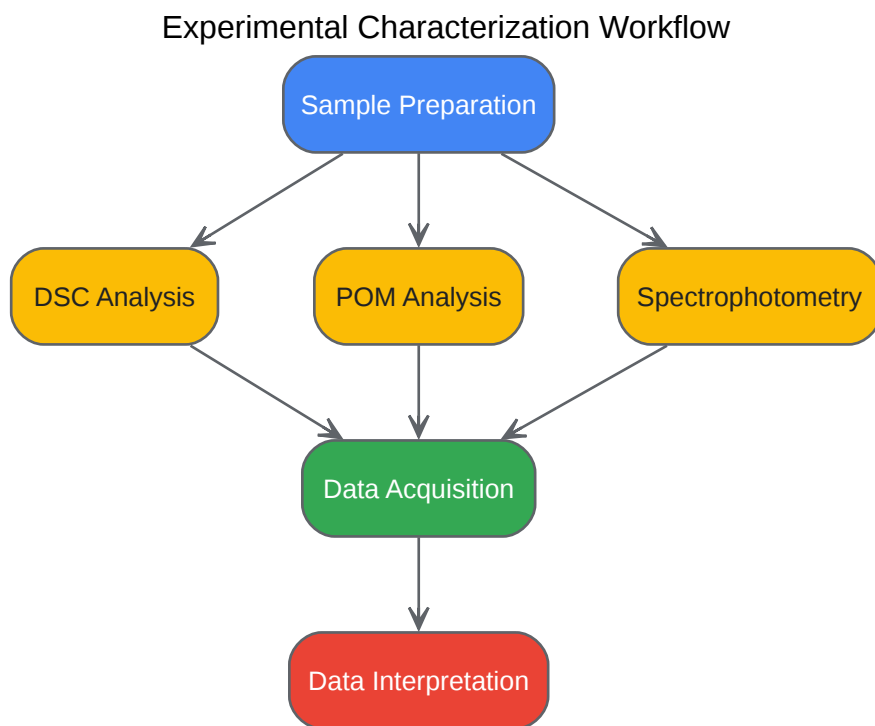 Experimental Characterization Workflow
Sample Preparation
DSC Analysis
POM Analysis
Spectrophotometry
Data Acquisition
Data Interpretation